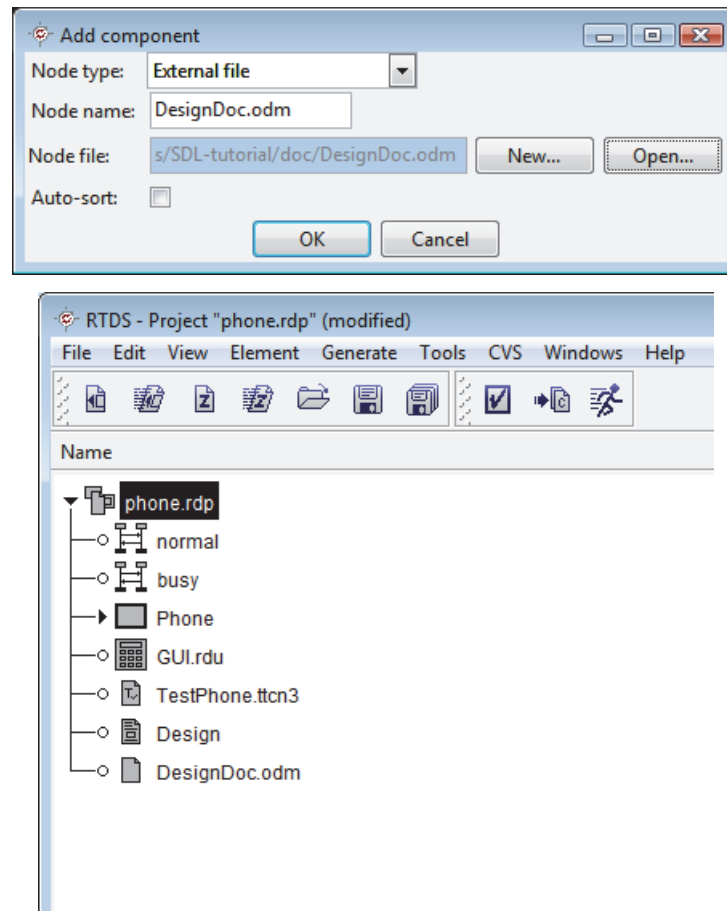 Add component
Node type: External file
Node name: DesignDoc.odm
Node file: s/SDL-tutorial/doc/DesignDoc.odm New... Open...
Auto-sort:
OK Cancel
RTDS - Project "phone.rdp" (modified)
File Edit View Element Generate Tools CVS Windows Help
Name
phone.rdp
normal
busy
Phone
GUI.rdu
TestPhone.ttcn3
Design
DesignDoc.odm